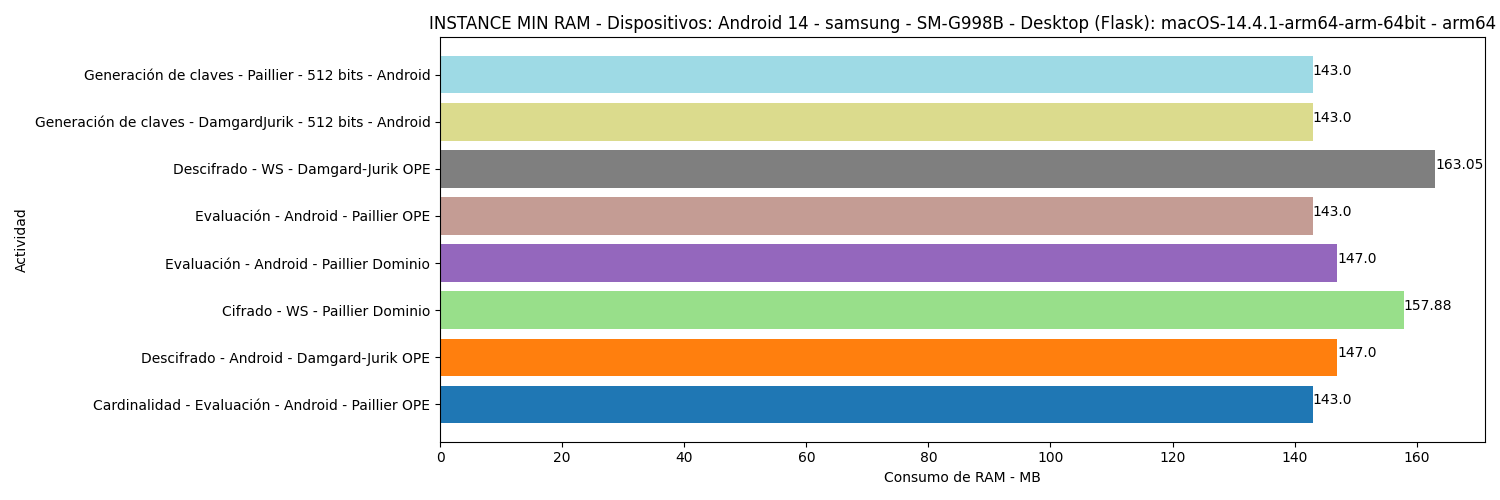 INSTANCE MIN RAM - Dispositivos: Android 14 - samsung - SM-G998B - Desktop (Flask): macOS-14.4.1-arm64-arm-64bit - arm64
Actividad
Generación de claves - Paillier - 512 bits - Android
143.0
Generación de claves - DamgardJurik - 512 bits - Android
143.0
Descifrado - WS - Damgard-Jurik OPE
163.05
Evaluación - Android - Paillier OPE
143.0
Evaluación - Android - Paillier Dominio
147.0
Cifrado - WS - Paillier Dominio
157.88
Descifrado - Android - Damgard-Jurik OPE
147.0
Cardinalidad - Evaluación - Android - Paillier OPE
143.0
0 20 40 60 80 100 120 140 160
Consumo de RAM - MB